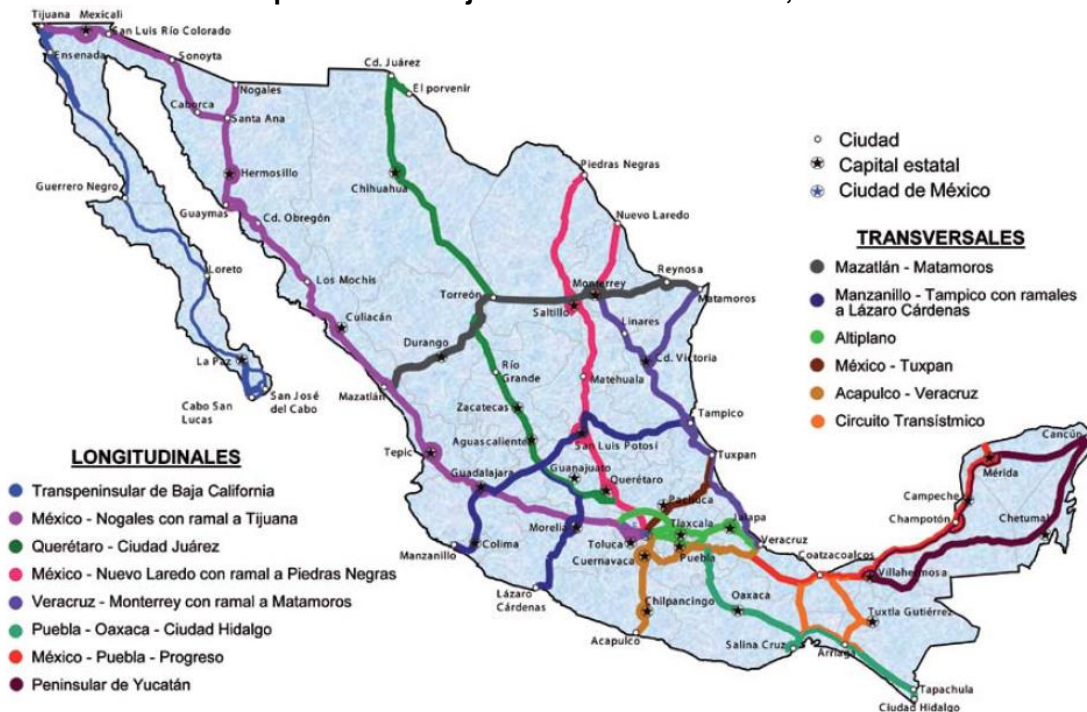 Tijuana Mexicali
San Luis Río Colorado
Ensenada
Sonoyta
Nogales
Cd. Juárez
El porvenir
Caborca
Santa Ana
Hermosillo
Chihuahua
Piedras Negras
Guerrero Negro
Guaymas
Cd. Obregón
Nuevo Laredo
Loreto
Los Mochis
Torreón
Monterrey
Reynosa
Saltillo
Matamoros
Culiacán
Durango
Linares
La Paz
Río
Grande
Matehuala
Cd. Victoria
Cabo San
Lucas
San José
del Cabo
Mazatlán
Zacatecas
Tampico
Aguascaliente
San Luis Potosí
Tepic
Guadalajara
Guanajuato
Querétaro
Tuxpan
Pachuca
Morelia
Tlaxcala
Jalapa
Manzanillo
Colima
Toluca
Cuernavaca
Puebla
Veracruz
Lázaro
Cárdenas
Chilpancingo
Acapulco
Oaxaca
Salina Cruz
Coatzacoalcos
Villahermosa
Tuxtla Gutiérrez
Arriaga
Tapachula
Ciudad Hidalgo
Cancún
Mérida
Campeche
Champotón
Chetumal
Ciudad
Capital estatal
Ciudad de México
TRANSVERSALES
Mazatlán - Matamoros
Manzanillo - Tampico con ramales
a Lázaro Cárdenas
Altiplano
México - Tuxpan
Acapulco - Veracruz
Circuito Transístmico
LONGITUDINALES
Transpeninsular de Baja California
México - Nogales con ramal a Tijuana
Querétaro - Ciudad Juárez
México - Nuevo Laredo con ramal a Piedras Negras
Veracruz - Monterrey con ramal a Matamoros
Puebla - Oaxaca - Ciudad Hidalgo
México - Puebla - Progreso
Peninsular de Yucatán